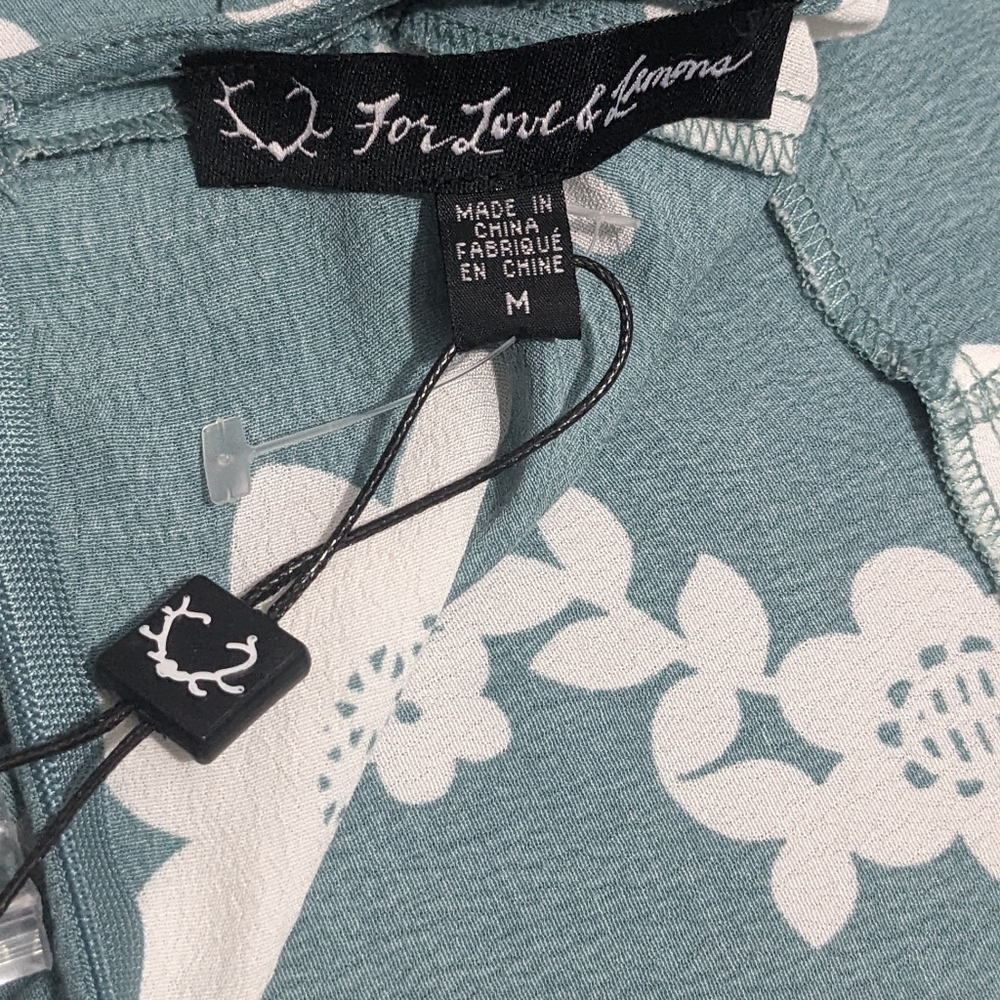 For Love & Lemons
MADE IN
CHINA
FABRIQUÉ
EN CHINE
M